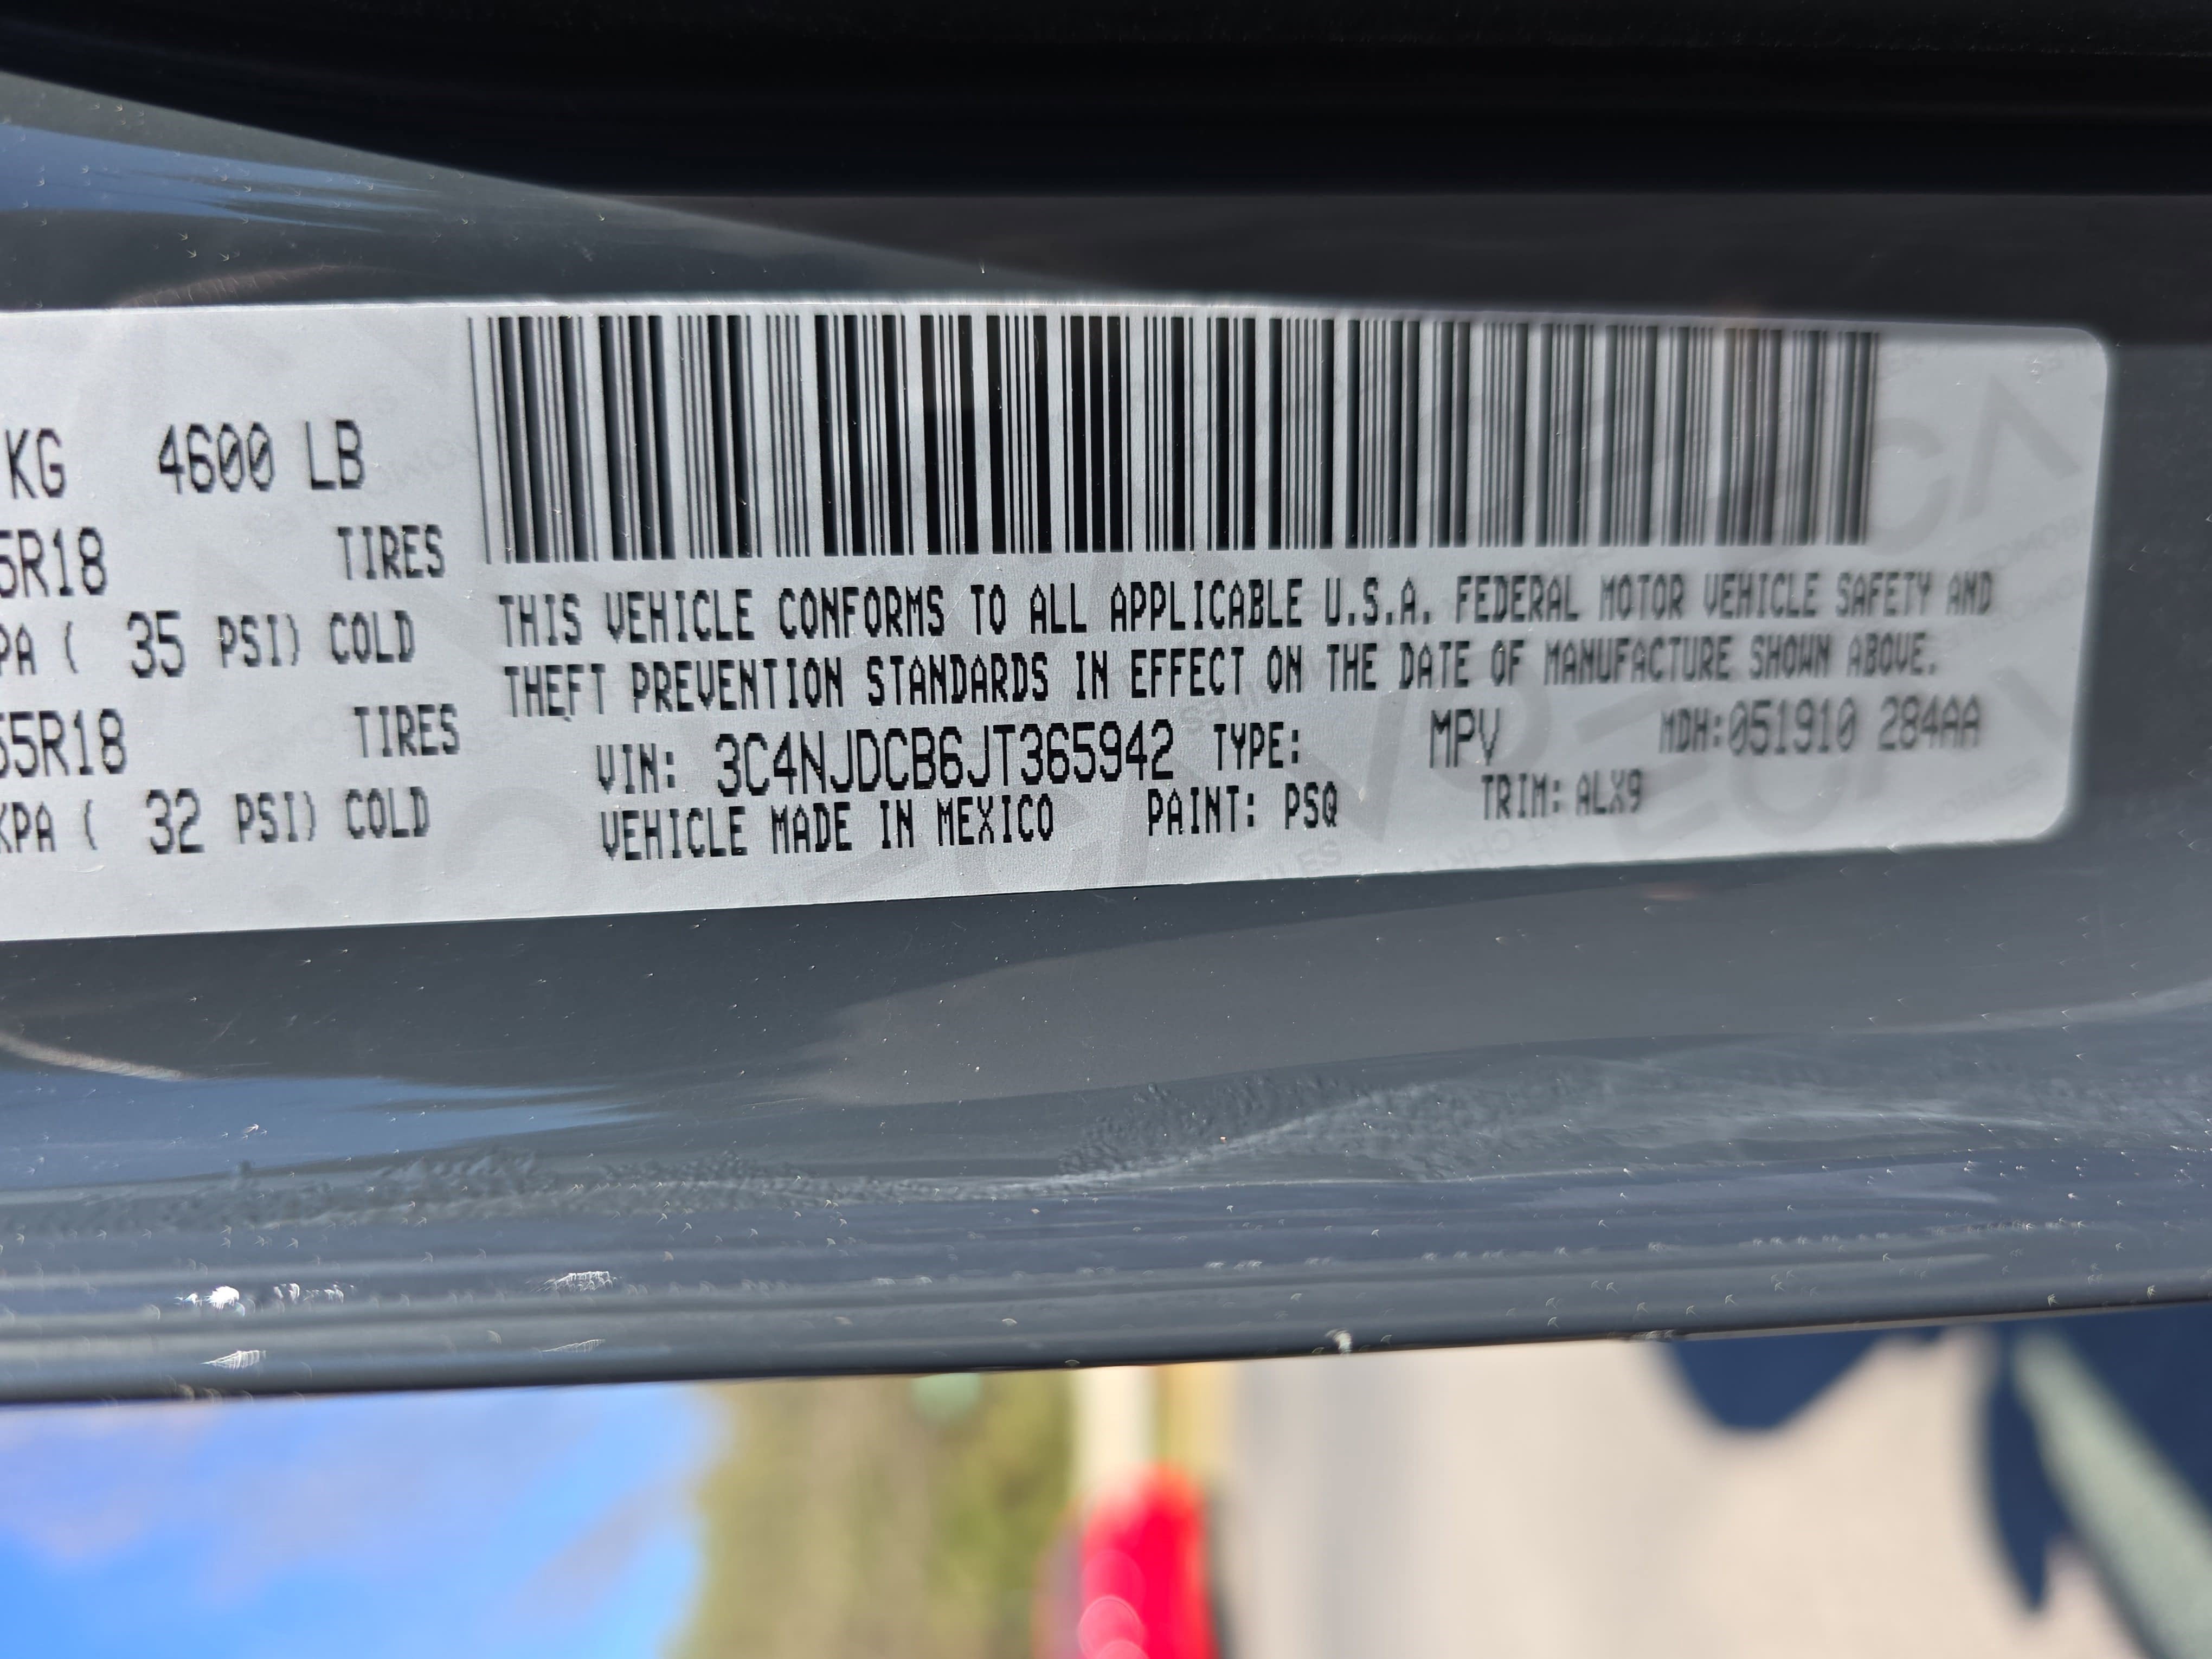 KG 4600 LB
5R18 TIRES
PA ( 35 PSI) COLD
55R18 TIRES
KPA ( 32 PSI) COLD
THIS VEHICLE CONFORMS TO ALL APPLICABLE U.S.A. FEDERAL MOTOR VEHICLE SAFETY AND
THEFT PREVENTION STANDARDS IN EFFECT ON THE DATE OF MANUFACTURE SHOWN ABOVE.
VIN: 3C4NJDCB6JT365942 TYPE: MPV MDH:051910 284AA
VEHICLE MADE IN MEXICO PAINT: PSQ TRIM: ALX9